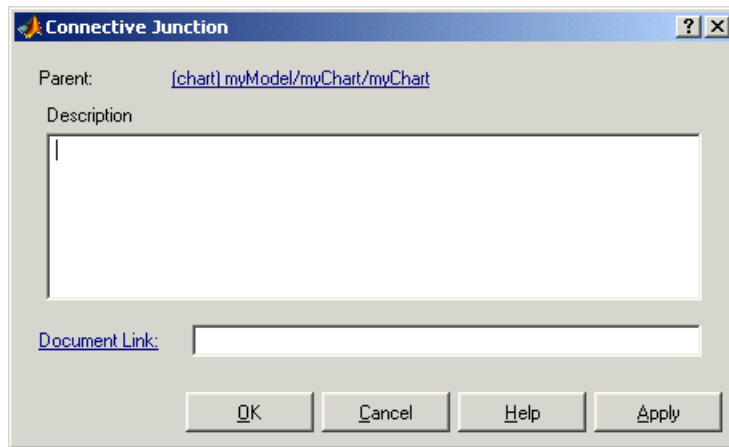 Connective Junction
Parent: (chart) myModel/myChart/myChart
Description
Document Link:
OK Cancel Help Apply